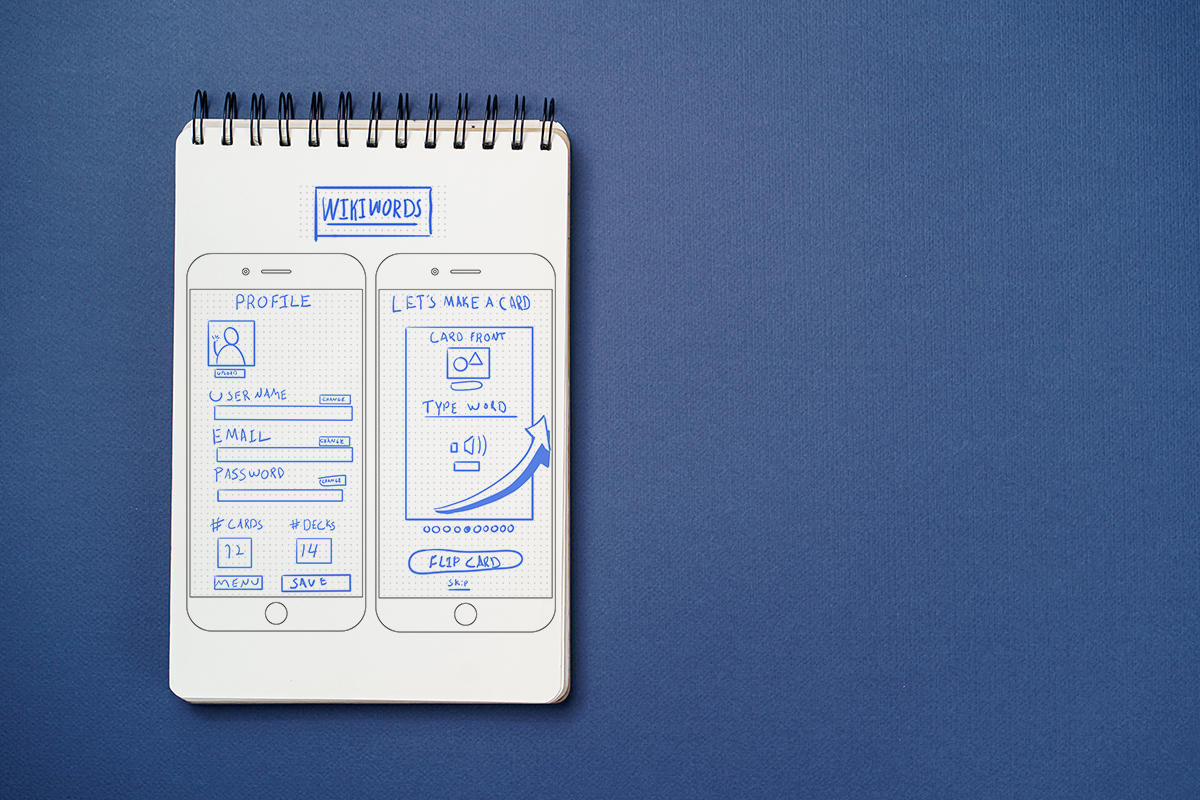 WIKIWORDS
PROFILE
UPLOAD
USER NAME
CHANGE
EMAIL
CHANGE
PASSWORD
CHANGE
#CARDS #DECKS
72 14
MENU SAVE
LET'S MAKE A CARD
CARD FRONT
TYPE WORD
FLIP CARD
SKIP